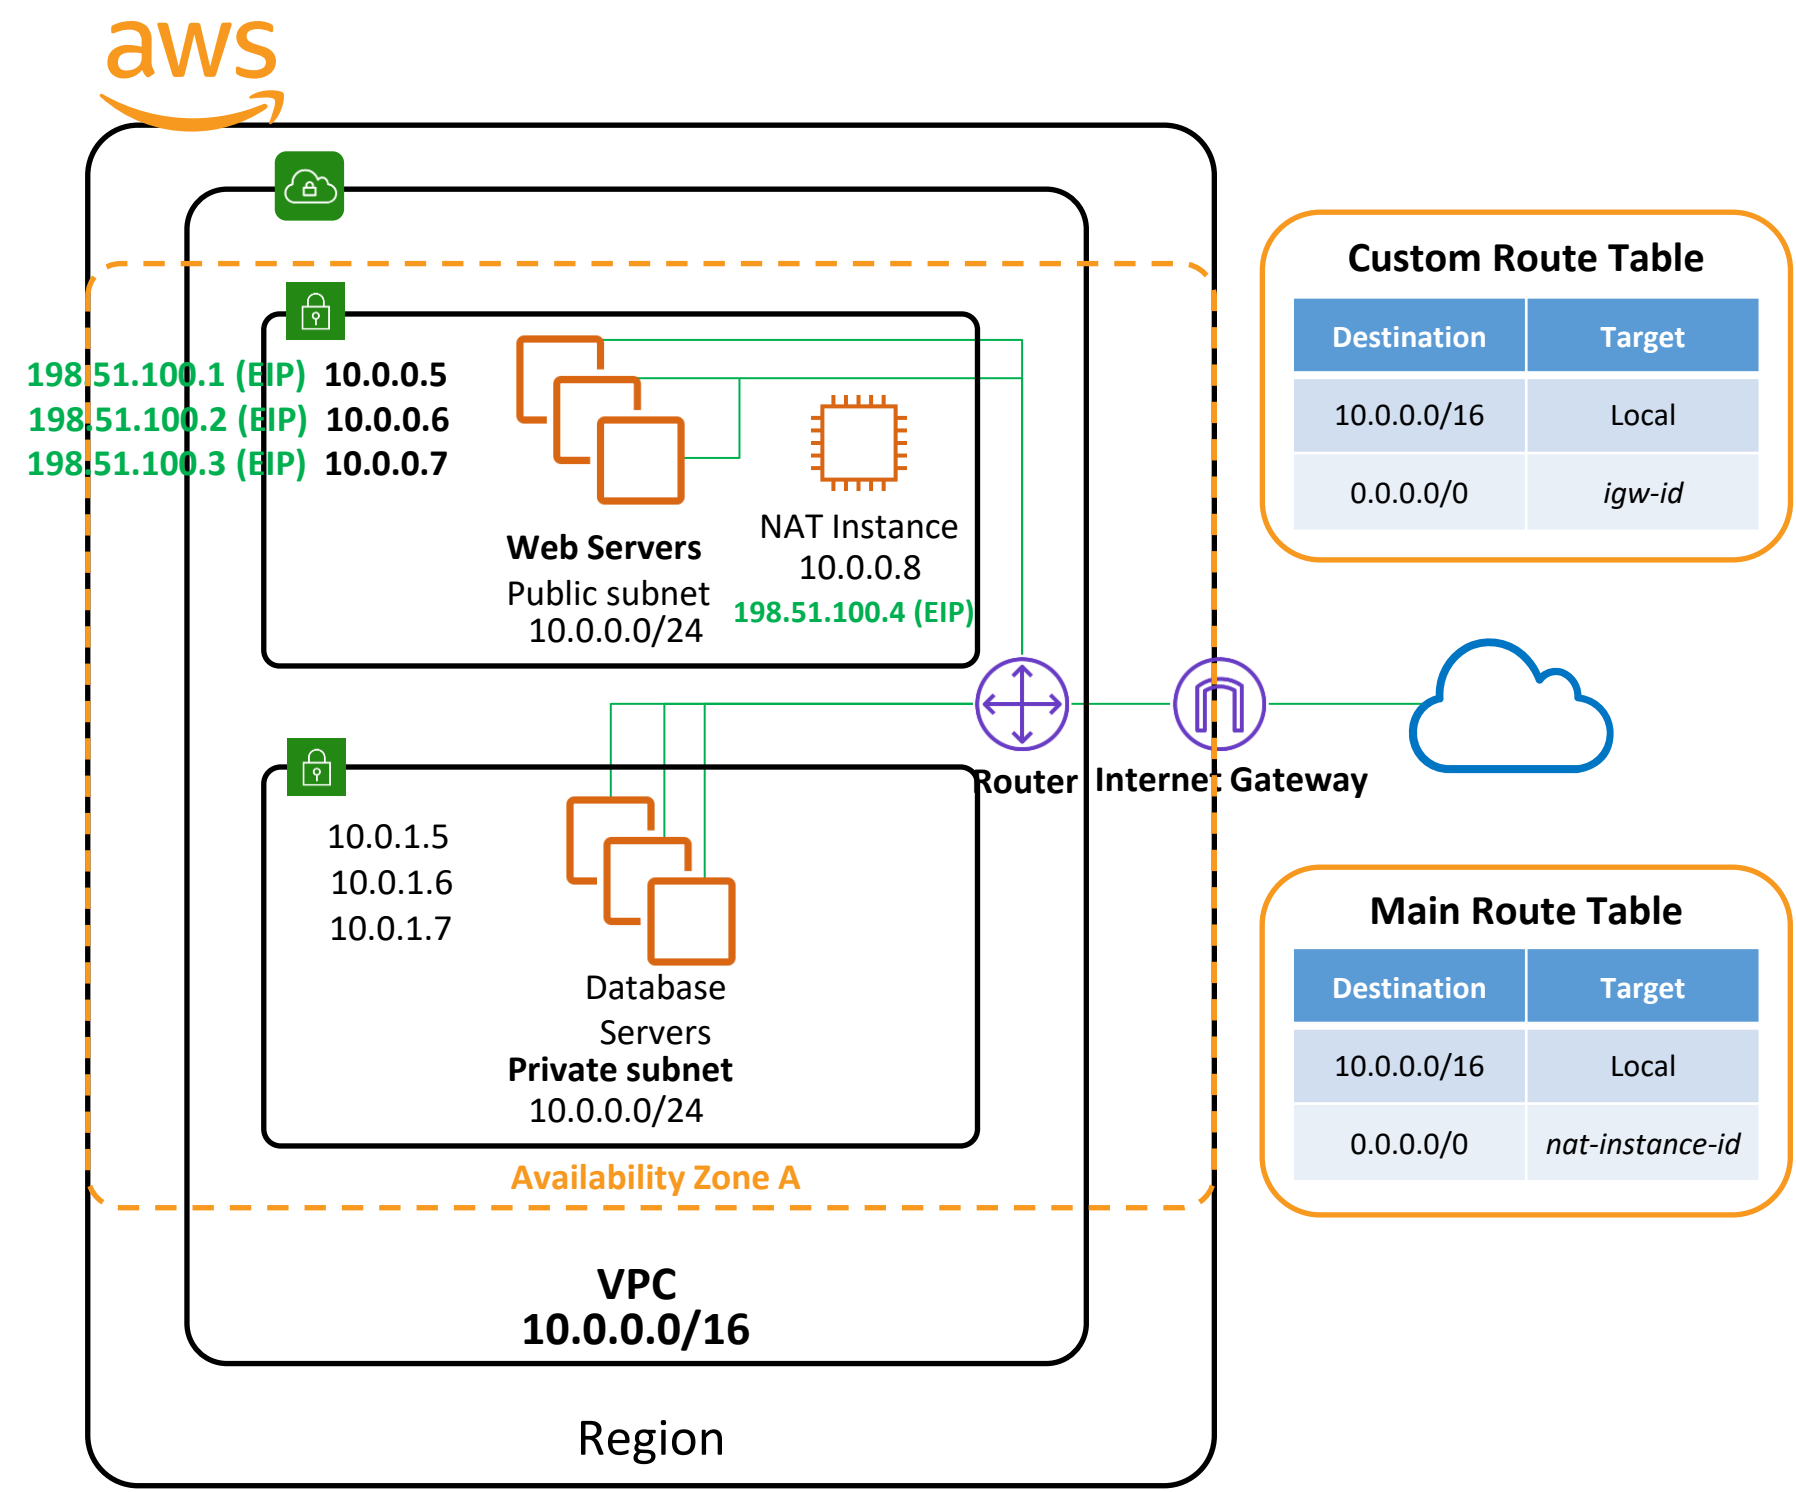 aws
198.51.100.1 (EIP) 10.0.0.5
198.51.100.2 (EIP) 10.0.0.6
198.51.100.3 (EIP) 10.0.0.7
Web Servers
Public subnet
10.0.0.0/24
NAT Instance
10.0.0.8
198.51.100.4 (EIP)
Router
Internet Gateway
10.0.1.5
10.0.1.6
10.0.1.7
Database
Servers
Private subnet
10.0.0.0/24
Availability Zone A
VPC
10.0.0.0/16
Region
Custom Route Table
Destination Target
10.0.0.0/16 Local
0.0.0.0/0 igw-id
Main Route Table
Destination Target
10.0.0.0/16 Local
0.0.0.0/0 nat-instance-id